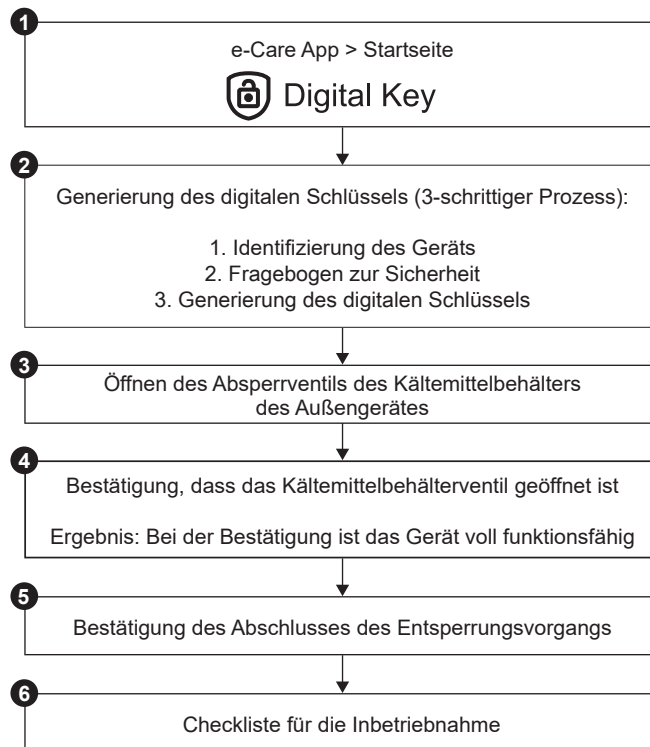 1
e-Care App > Startseite
Digital Key
2
Generierung des digitalen Schlüssels (3-schrittiger Prozess):
1. Identifizierung des Geräts
2. Fragebogen zur Sicherheit
3. Generierung des digitalen Schlüssels
3
Öffnen des Absperrventils des Kältemittelbehälters
des Außengerätes
4
Bestätigung, dass das Kältemittelbehälterventil geöffnet ist
Ergebnis: Bei der Bestätigung ist das Gerät voll funktionsfähig
5
Bestätigung des Abschlusses des Entsperrungsvorgangs
6
Checkliste für die Inbetriebnahme